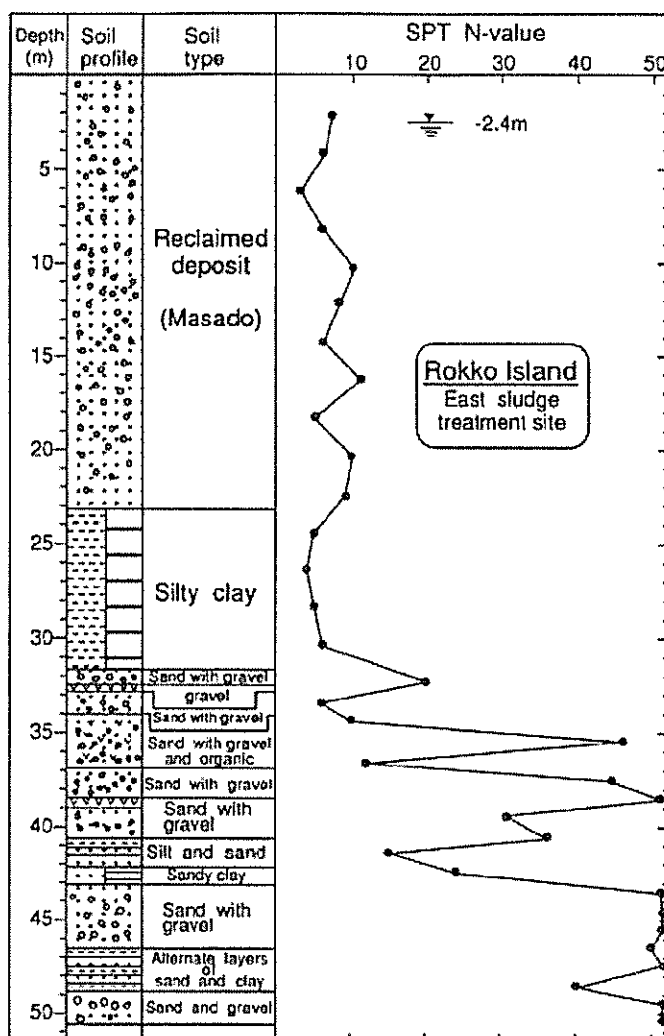 Depth
(m)
Soil
profile
Soil
type
SPT N-value
10
20
30
40
50
-2.4m
5
10
15
20
25
30
35
40
45
50
Reclaimed
deposit
(Masado)
Rokko Island
East sludge
treatment site
Silty clay
Sand with gravel
gravel
Sand with gravel
Sand with gravel
and organic
Sand with gravel
Sand with
gravel
Silt and sand
Sandy clay
Sand with
gravel
Alternate layers
of
sand and clay
Sand and gravel